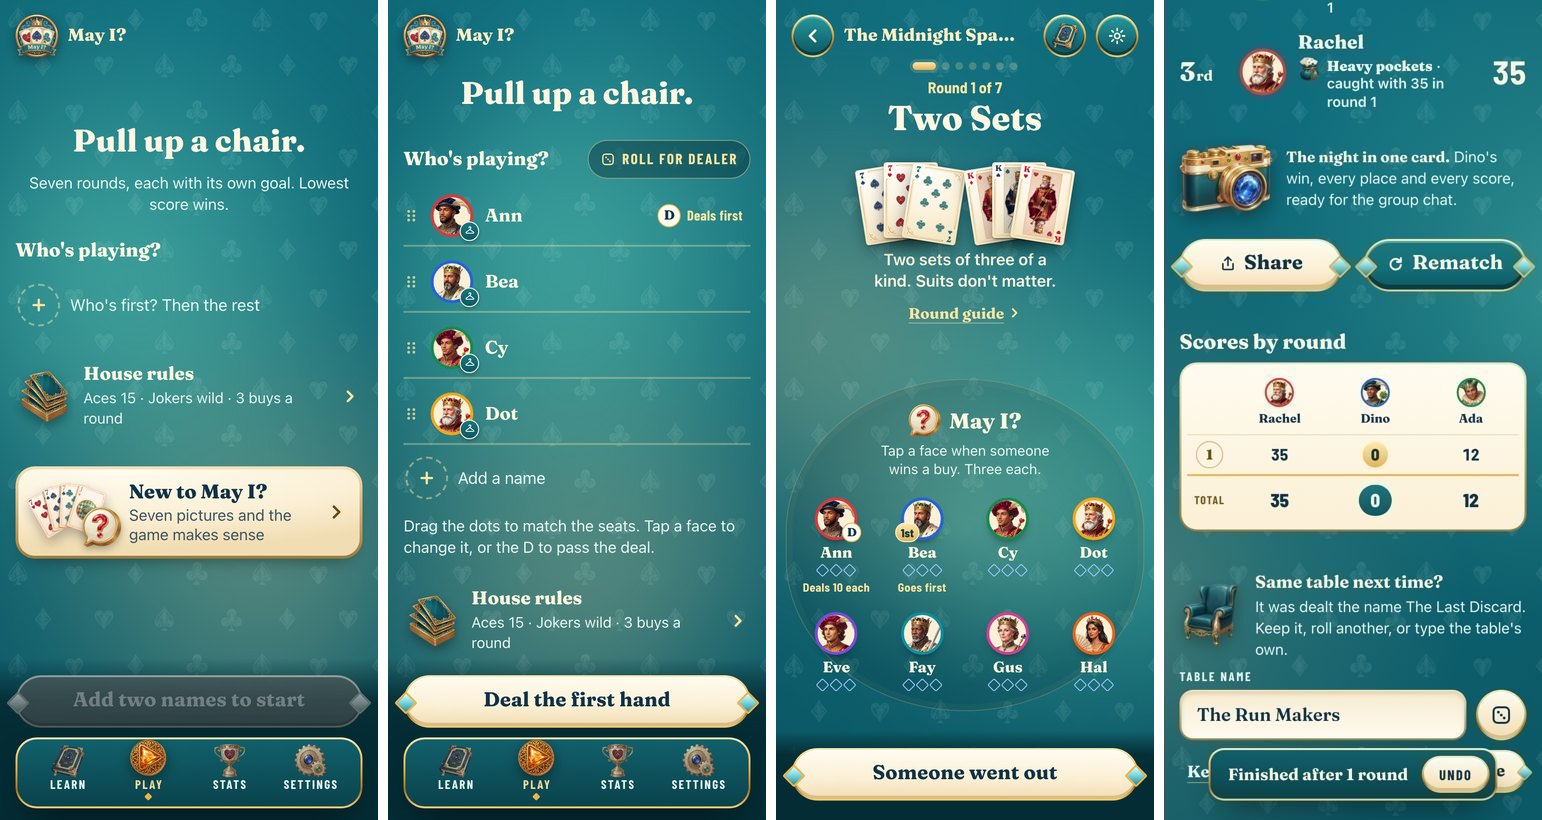 May I?
May I?
Pull up a chair.
Seven rounds, each with its own goal. Lowest
score wins.
Who's playing?
+
Who's first? Then the rest
House rules
Aces 15 · Jokers wild · 3 buys a
round
New to May I?
Seven pictures and the
game makes sense
?
Add two names to start
LEARN
PLAY
STATS
SETTINGS
May I?
May I?
Pull up a chair.
Who's playing?
ROLL FOR DEALER
Ann
D
Deals first
Bea
Cy
Dot
+
Add a name
Drag the dots to match the seats. Tap a face to
change it, or the D to pass the deal.
House rules
Aces 15 · Jokers wild · 3 buys a
round
Deal the first hand
LEARN
PLAY
STATS
SETTINGS
The Midnight Spa...
Round 1 of 7
Two Sets
7
7
7
K
K
K
Two sets of three of a
kind. Suits don't matter.
Round guide
?
May I?
Tap a face when someone
wins a buy. Three each.
D
1st
Ann
Bea
Cy
Dot
Deals 10 each
Goes first
Eve
Fay
Gus
Hal
Someone went out
1
3rd
Rachel
Heavy pockets ·
caught with 35 in
round 1
35
The night in one card. Dino's
win, every place and every score,
ready for the group chat.
Share
Rematch
Scores by round
Rachel
Dino
Ada
1
35
0
12
TOTAL
35
0
12
Same table next time?
It was dealt the name The Last Discard.
Keep it, roll another, or type the table's
own.
TABLE NAME
The Run Makers
Ke
Finished after 1 round
UNDO
e